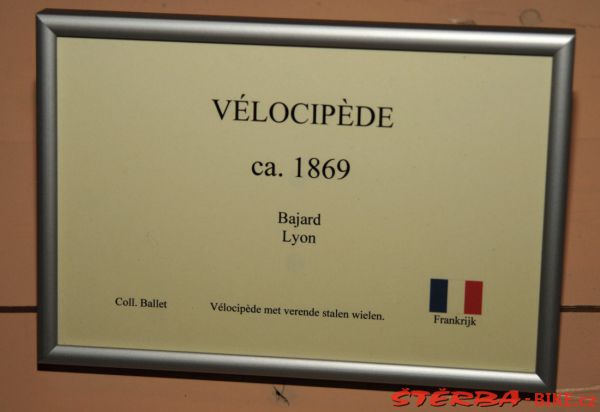 VÉLOCIPÈDE
ca. 1869
Bajard
Lyon
Coll. Ballet
Vélocipède met verende stalen wielen.
Frankrijk
ŠTĚRBA-BIKE.cz